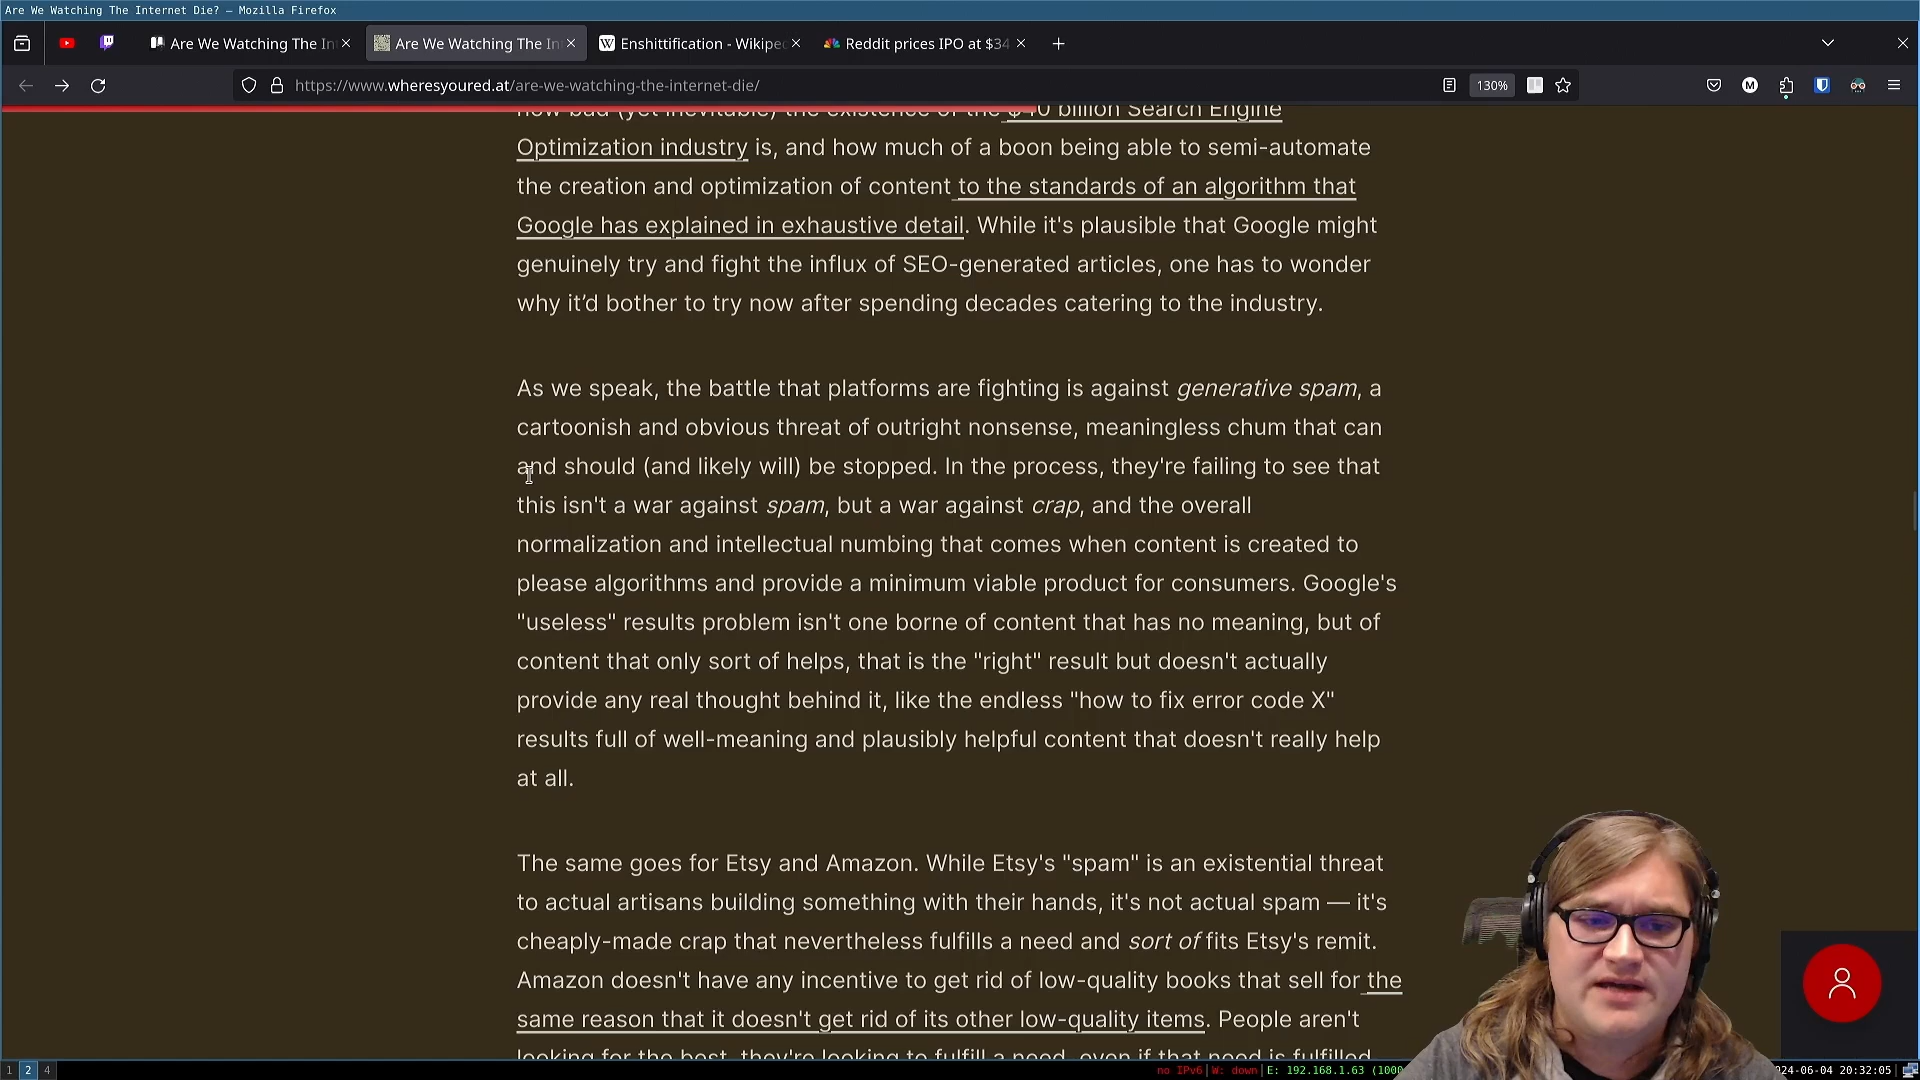 Are We Watching The Internet Die? — Mozilla Firefox
Are We Watching The In
Are We Watching The In
Enshittification - Wikiped
Reddit prices IPO at $34
https://www.wheresyoured.at/are-we-watching-the-internet-die/
130%
how bad (yet inevitable) the existence of the $40 billion Search Engine
Optimization industry is, and how much of a boon being able to semi-automate
the creation and optimization of content to the standards of an algorithm that
Google has explained in exhaustive detail. While it's plausible that Google might
genuinely try and fight the influx of SEO-generated articles, one has to wonder
why it’d bother to try now after spending decades catering to the industry.
As we speak, the battle that platforms are fighting is against generative spam, a
cartoonish and obvious threat of outright nonsense, meaningless chum that can
and should (and likely will) be stopped. In the process, they're failing to see that
this isn't a war against spam, but a war against crap, and the overall
normalization and intellectual numbing that comes when content is created to
please algorithms and provide a minimum viable product for consumers. Google's
"useless" results problem isn't one borne of content that has no meaning, but of
content that only sort of helps, that is the "right" result but doesn't actually
provide any real thought behind it, like the endless "how to fix error code X"
results full of well-meaning and plausibly helpful content that doesn't really help
at all.
The same goes for Etsy and Amazon. While Etsy's "spam" is an existential threat
to actual artisans building something with their hands, it's not actual spam — it's
cheaply-made crap that nevertheless fulfills a need and sort of fits Etsy's remit.
Amazon doesn't have any incentive to get rid of low-quality books that sell for the
same reason that it doesn't get rid of its other low-quality items. People aren't
looking for the best, they're looking to fulfill a need, even if that need is fulfilled
1 2 4
no IPv6|W: down|E: 192.168.1.63 (1000
24-06-04 20:32:05